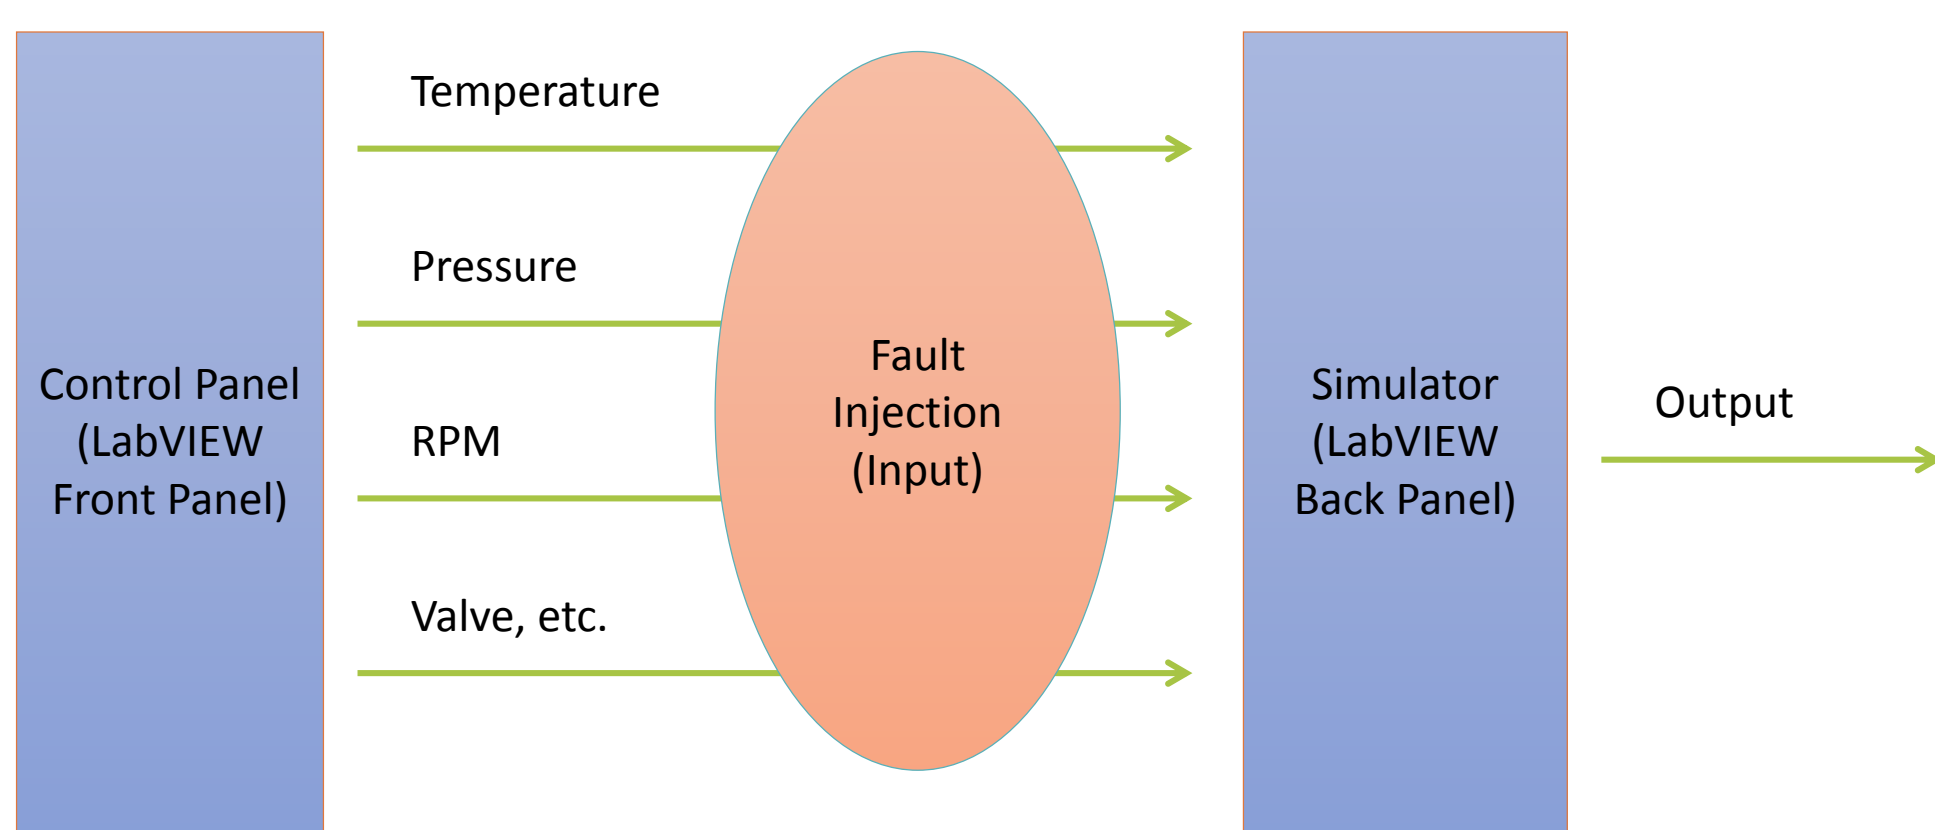 Control Panel
(LabVIEW
Front Panel)
Temperature
Pressure
RPM
Valve, etc.
Fault
Injection
(Input)
Simulator
(LabVIEW
Back Panel)
Output